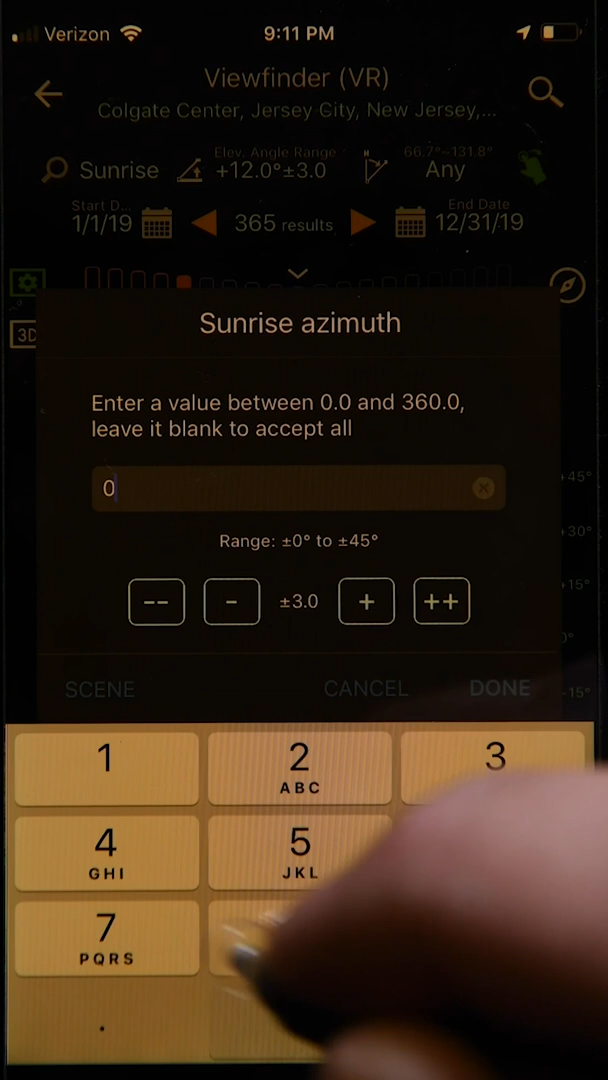 Verizon 9:11 PM
Viewfinder (VR)
Colgate Center, Jersey City, New Jersey,...
Elev. Angle Range 66.7°~131.8°
Sunrise +12.0°±3.0 Any
Start D... End Date
1/1/19 365 results 12/31/19
3D
Sunrise azimuth
Enter a value between 0.0 and 360.0,
leave it blank to accept all
0
+45°
+30°
Range: ±0° to ±45°
+15°
-- - ±3.0 + ++
0°
SCENE CANCEL DONE -15°
1 2 3
ABC
4 5
GHI JKL
7
PQRS
.